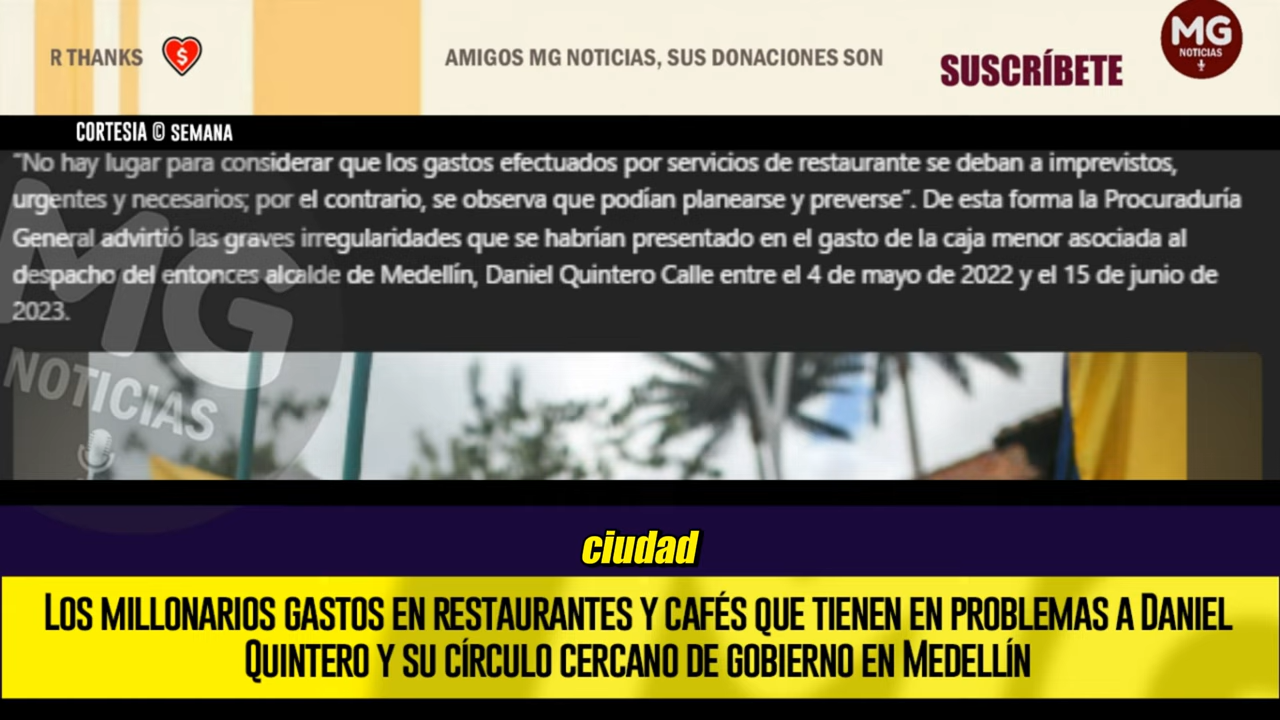 R THANKS
AMIGOS MG NOTICIAS, SUS DONACIONES SON
SUSCRÍBETE
MG
NOTICIAS
CORTESIA © SEMANA
"No hay lugar para considerar que los gastos efectuados por servicios de restaurante se deban a imprevistos,
urgentes y necesarios; por el contrario, se observa que podían planearse y preverse". De esta forma la Procuraduría
General advirtió las graves irregularidades que se habrían presentado en el gasto de la caja menor asociada al
despacho del entonces alcalde de Medellín, Daniel Quintero Calle entre el 4 de mayo de 2022 y el 15 de junio de
2023.
MG
NOTICIAS
ciudad
LOS MILLONARIOS GASTOS EN RESTAURANTES Y CAFÉS QUE TIENEN EN PROBLEMAS A DANIEL
QUINTERO Y SU CÍRCULO CERCANO DE GOBIERNO EN MEDELLÍN